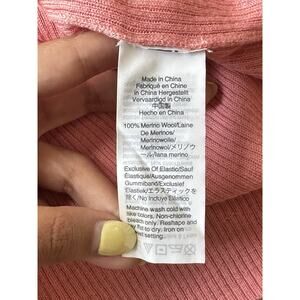 Made in China
Fabriqué en Chine
in China Hergestellt
Vervaardigd in China
中国製
Hecho en China
100% Merino Wool/Laine
De Merinos/
Merinowolle/
Merinowol/メリノウ
ール/lana merino
Exclusive Of Elastic/Sauf
Élastique/Ausgenommen
Gummiband/Exclusief
Elastiek/エラスティックを
除く/No Incluye Elastico
Machine wash cold with
like colors. Non-chlorine
bleach only. Reshape and
lay flat to dry. Iron on
setting.